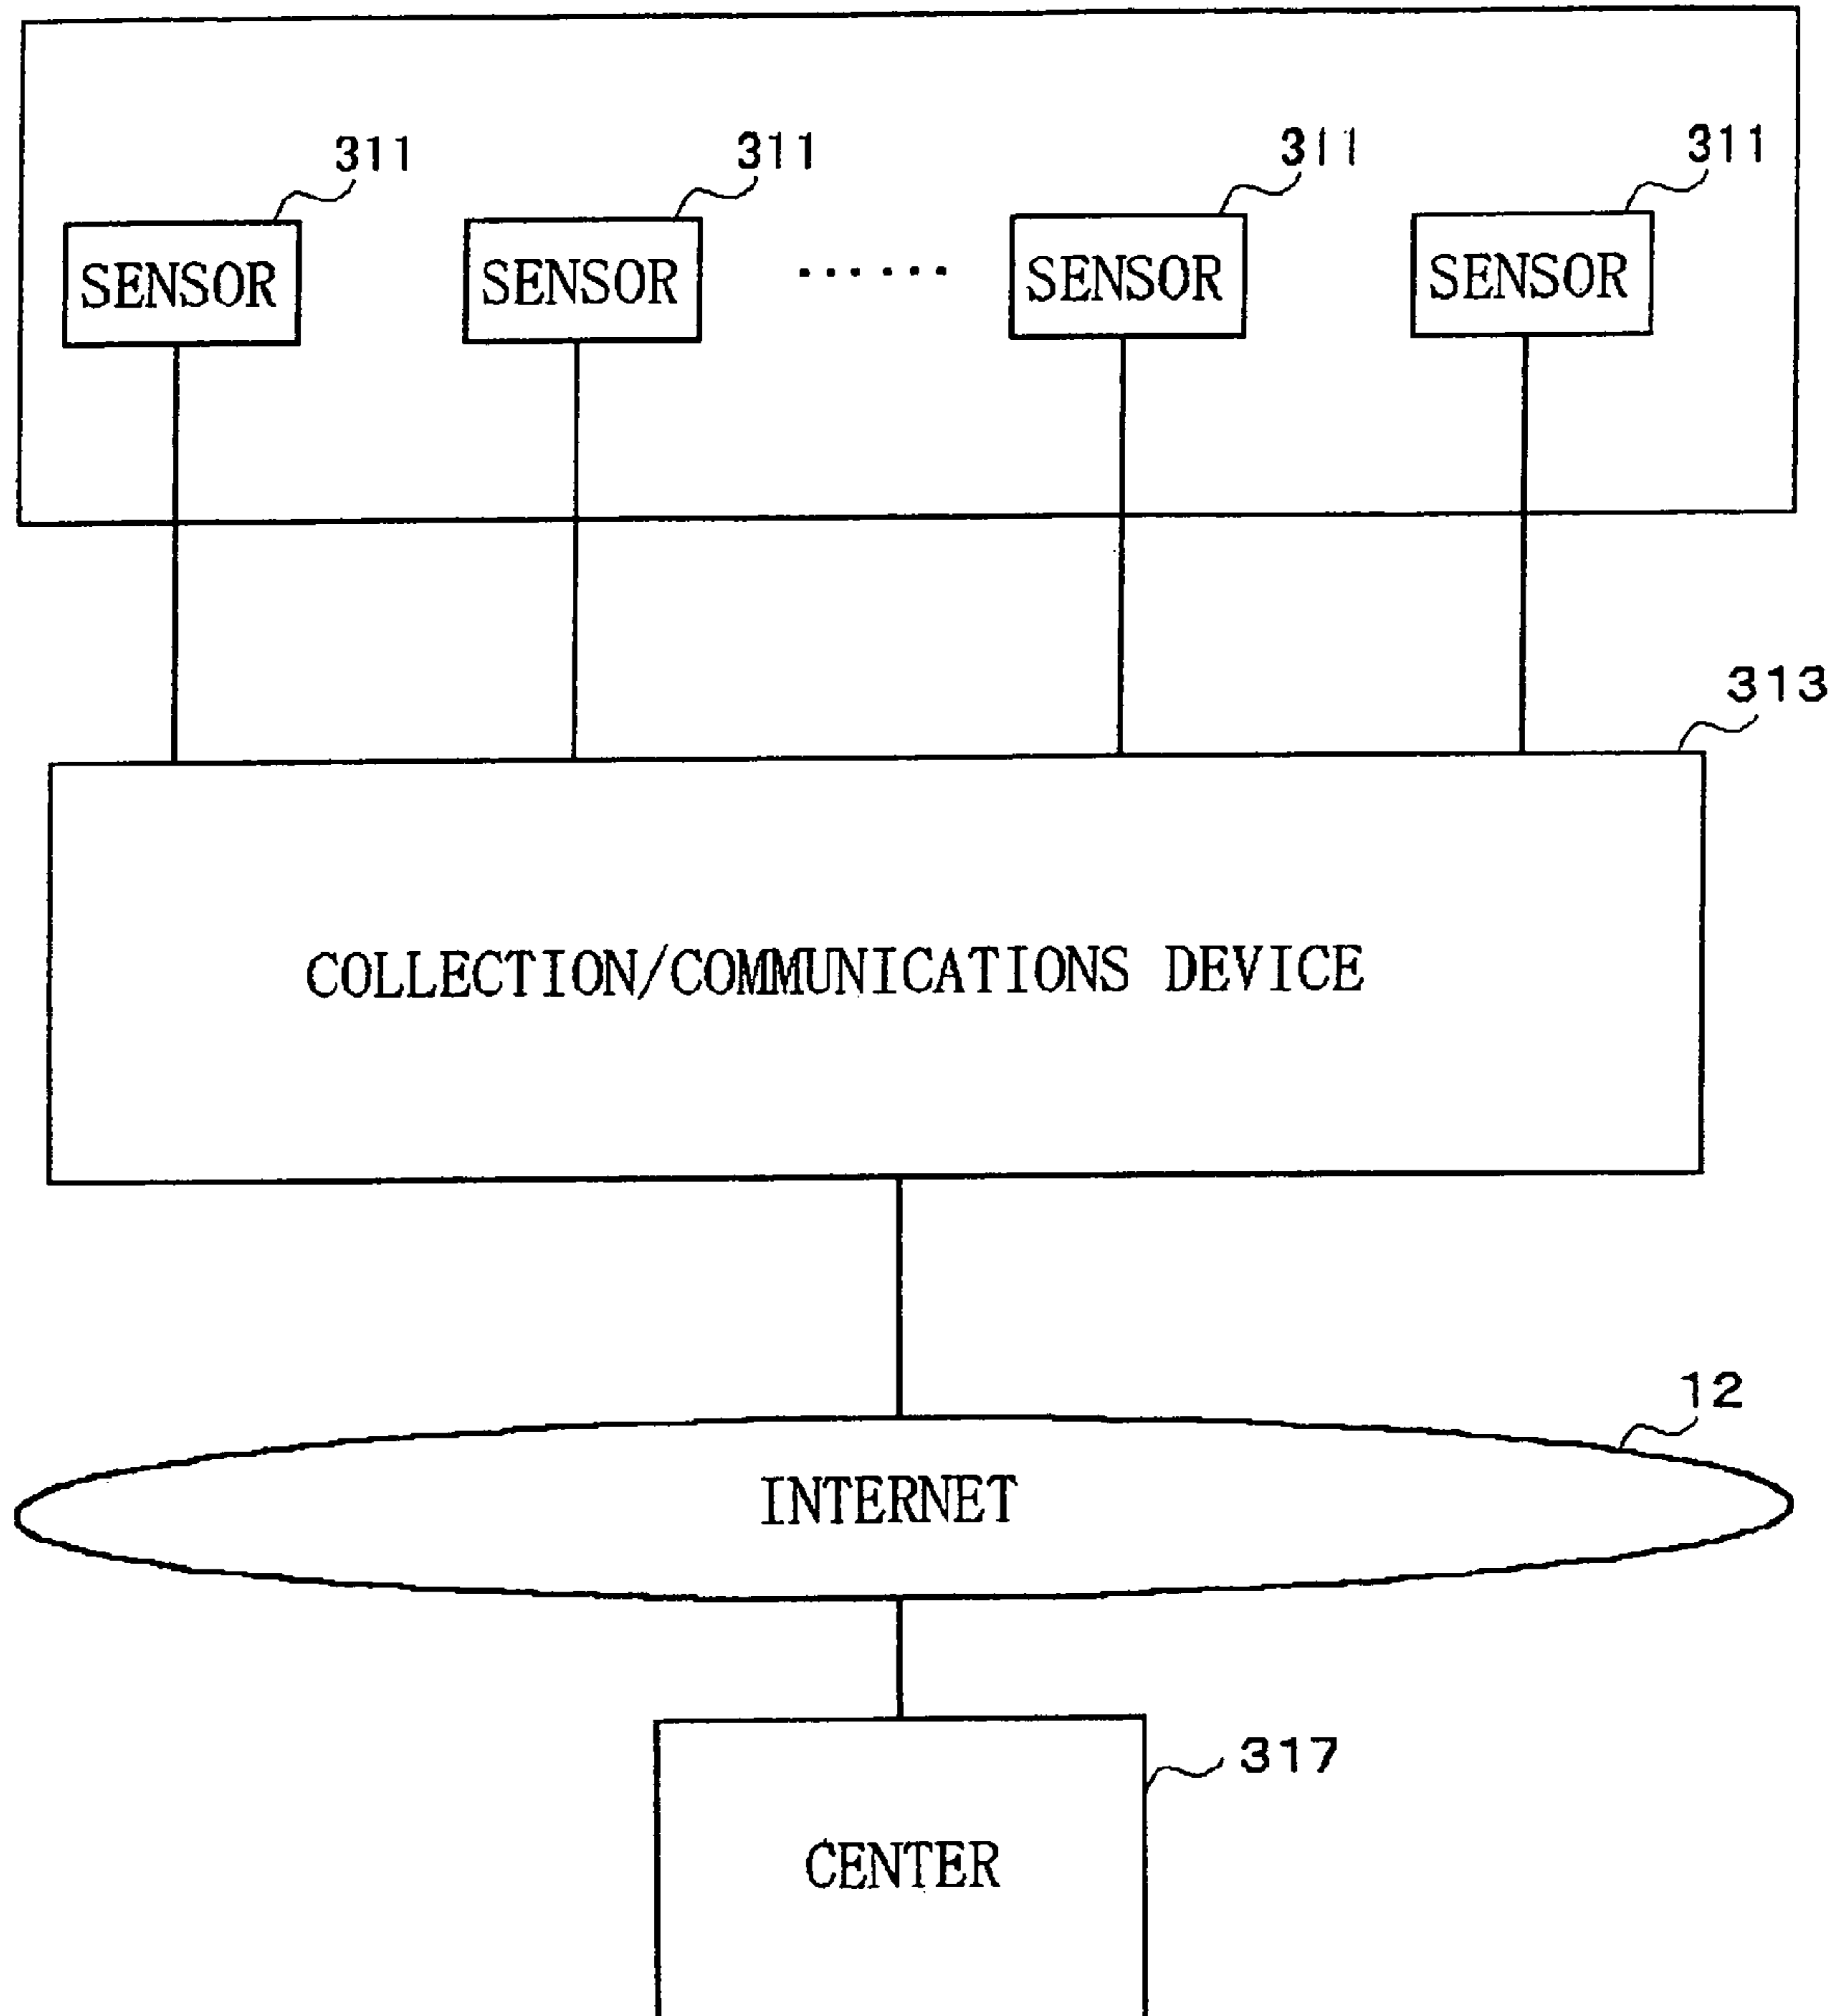 311 311 311 311
SENSOR SENSOR ...... SENSOR SENSOR
313
COLLECTION/COMMUNICATIONS DEVICE
12
INTERNET
317
CENTER